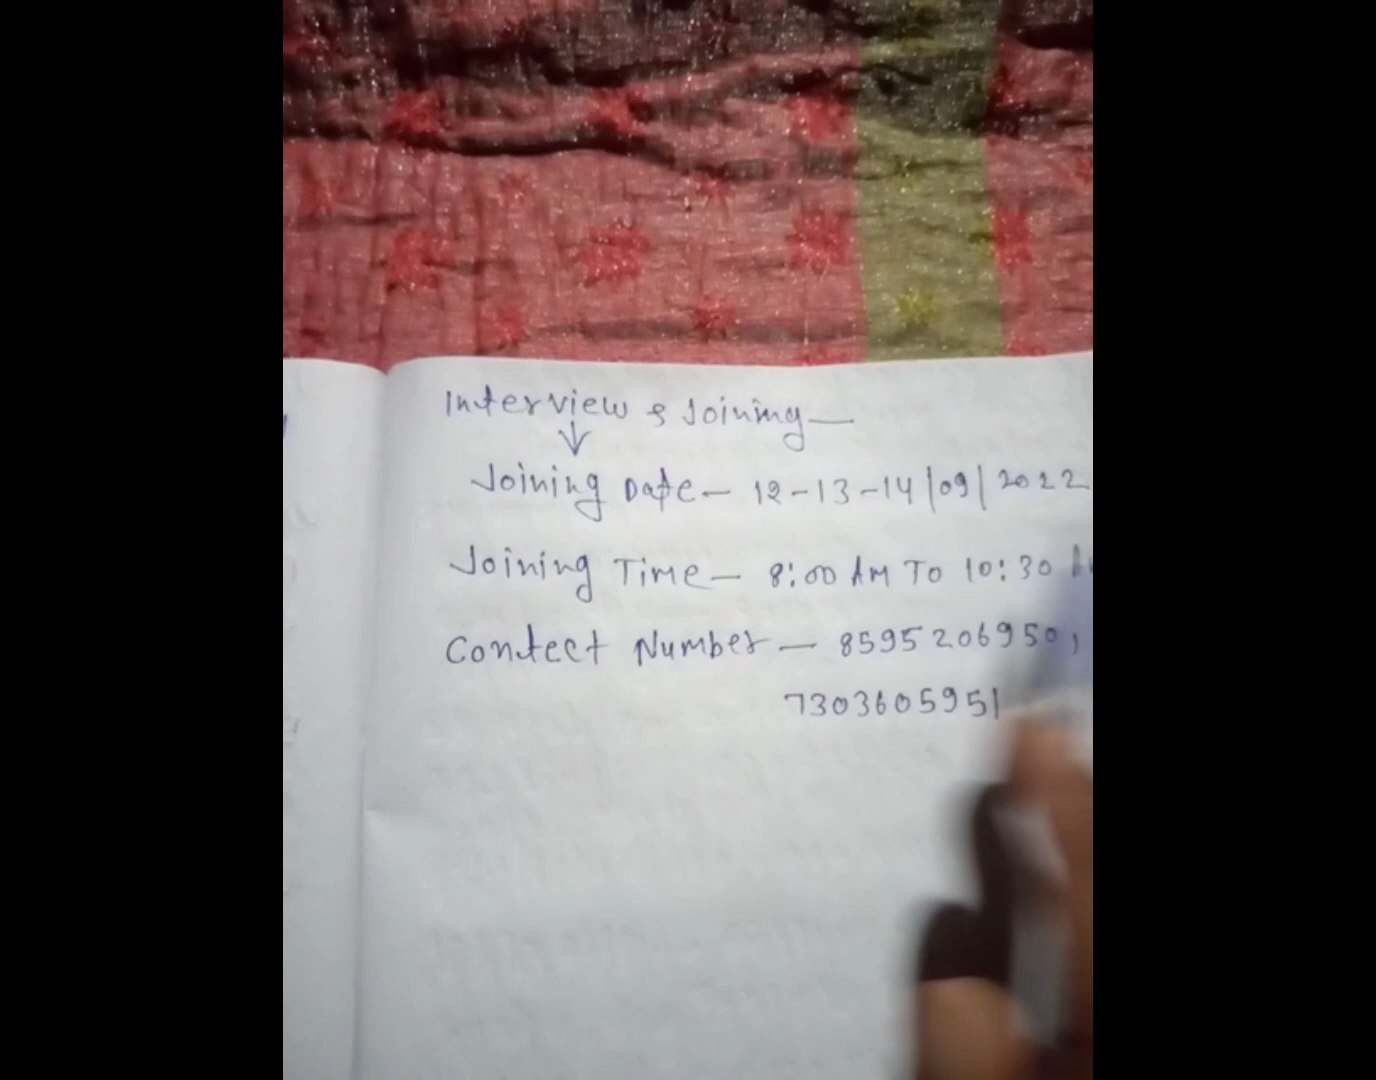 Interview & Joining —
↓
Joining Date — 12-13-14/09/2022
Joining Time — 8:00 AM To 10:30
Contect Number — 8595206950,
7303605951